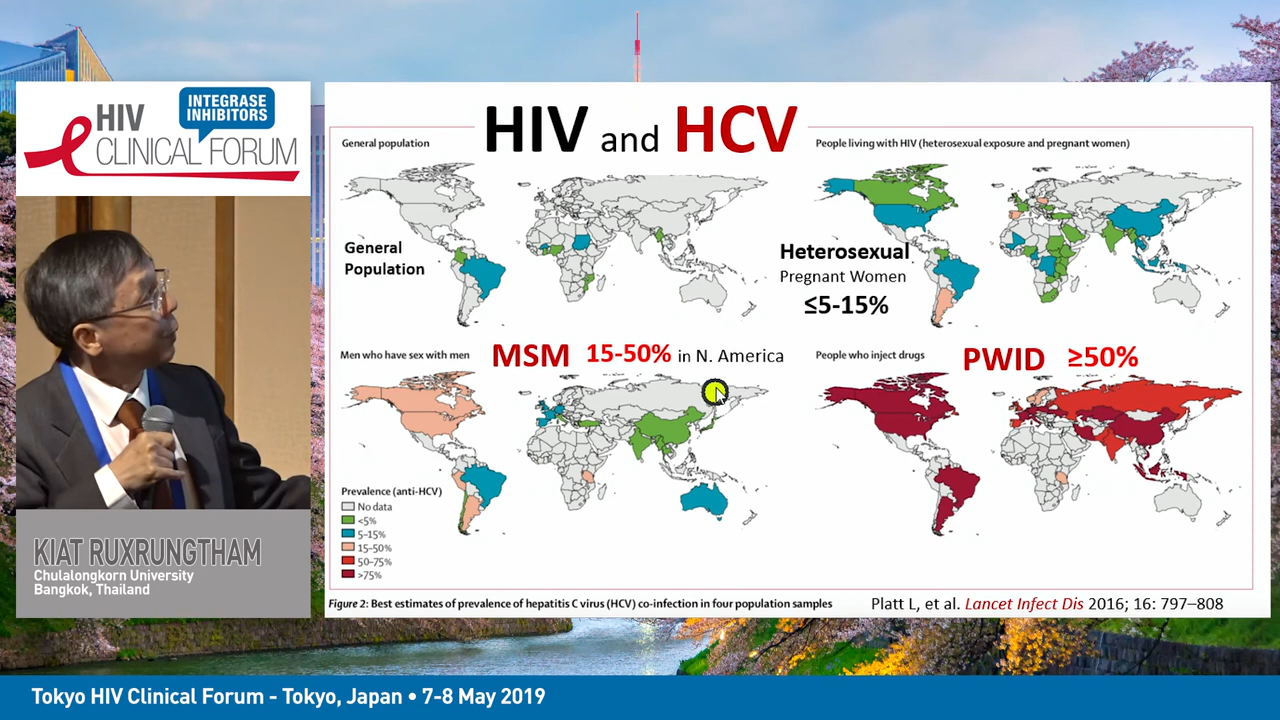 HIV
INTEGRASE
INHIBITORS
CLINICAL FORUM
KIAT RUXRUNGTHAM
Chulalongkorn University
Bangkok, Thailand
HIV and HCV
General population
General
Population
People living with HIV (heterosexual exposure and pregnant women)
Heterosexual
Pregnant Women
≤5-15%
Men who have sex with men
MSM 15-50% in N. America
People who inject drugs
PWID ≥50%
Prevalence (anti-HCV)
No data
<5%
5–15%
15–50%
50–75%
>75%
Figure 2: Best estimates of prevalence of hepatitis C virus (HCV) co-infection in four population samples
Platt L, et al. Lancet Infect Dis 2016; 16: 797–808
Tokyo HIV Clinical Forum - Tokyo, Japan • 7-8 May 2019